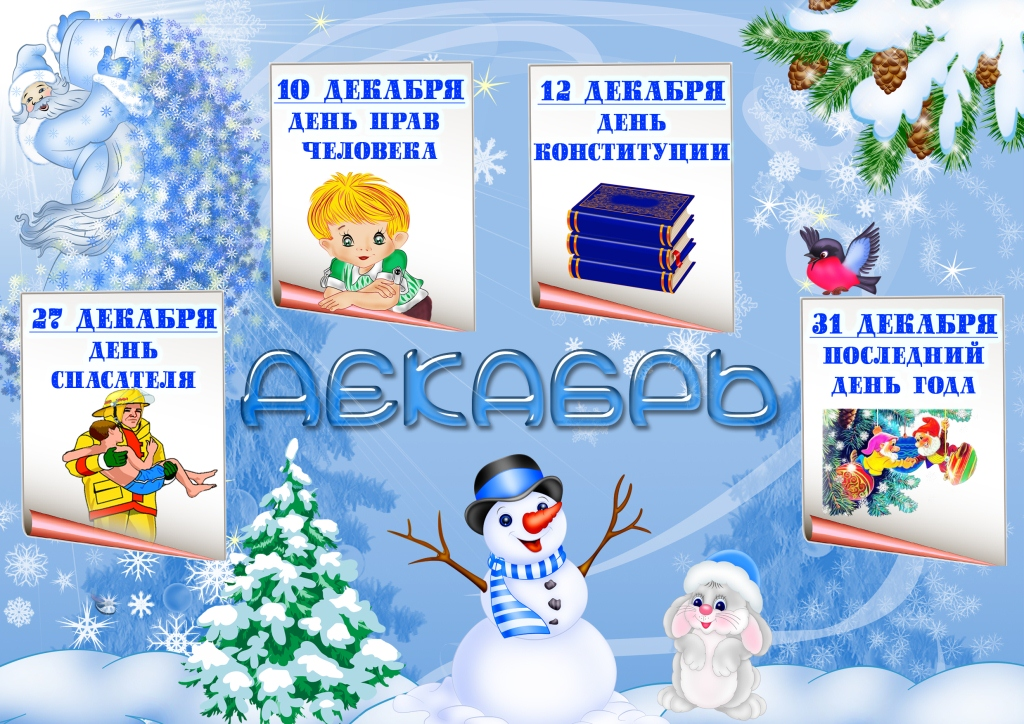 10 ДЕКАБРЯ
ДЕНЬ ПРАВ
ЧЕЛОВЕКА
12 ДЕКАБРЯ
ДЕНЬ
КОНСТИТУЦИИ
27 ДЕКАБРЯ
ДЕНЬ
СПАСАТЕЛЯ
31 ДЕКАБРЯ
ПОСЛЕДНИЙ
ДЕНЬ ГОДА
ДЕКАБРЬ